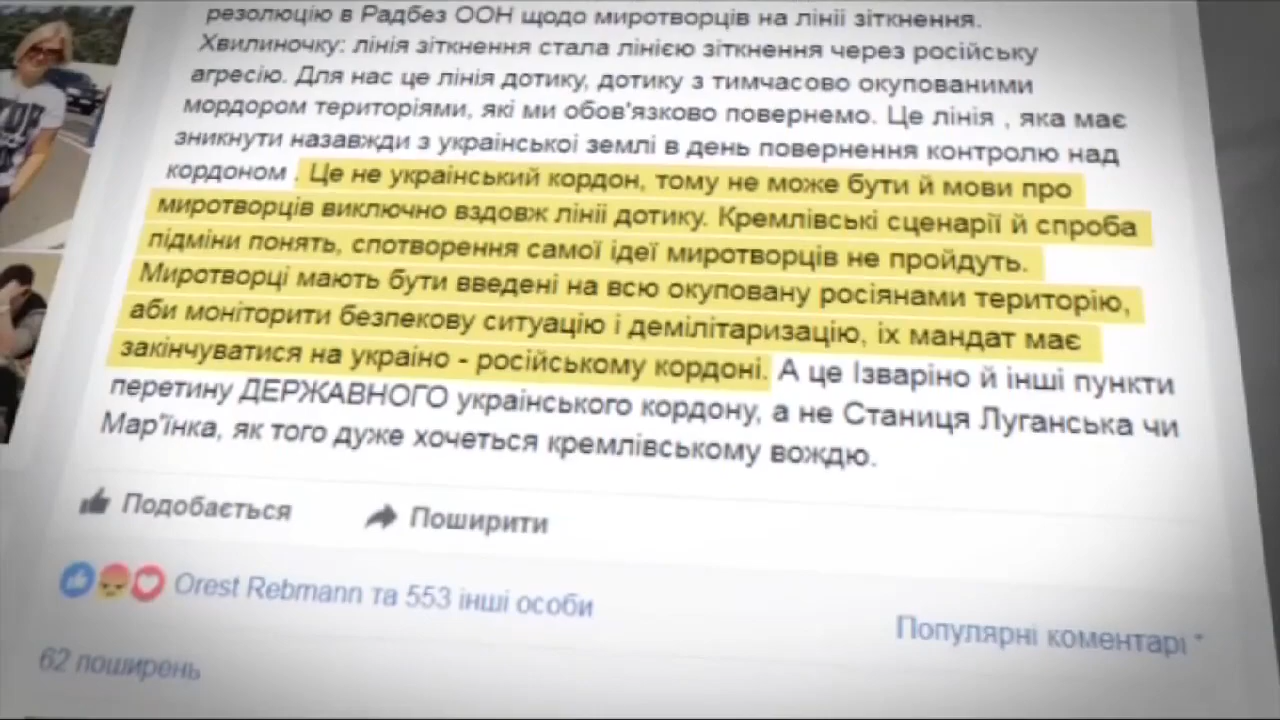 резолюцію в Радбез ООН щодо миротворців на лініі зіткнення.
Хвилиночку: лінія зіткнення стала лінією зіткнення через російську
агресію. Для нас це лінія дотику, дотику з тимчасово окупованими
мордором територіями, які ми обов'язково повернемо. Це лінія , яка має
зникнути назавжди з українськоі землі в день повернення контролю над
кордоном . Це не український кордон, тому не може бути й мови про
миротворців виключно вздовж лініі дотику. Кремлівські сценарії й спроба
підміни понять, спотворення самої ідеї миротворців не пройдуть.
Миротворці мають бути введені на всю окуповану росіянами територію,
аби моніторити безпекову ситуацію і демілітаризацію, іх мандат має
закінчуватися на украіно - російському кордоні. А це Ізваріно й інші пункти
перетину ДЕРЖАВНОГО українського кордону, а не Станиця Луганська чи
Мар'їнка, як того дуже хочеться кремлівському вождю.
Подобається Поширити
Orest Rebmann та 553 інші особи
Популярні коментарі
62 поширень